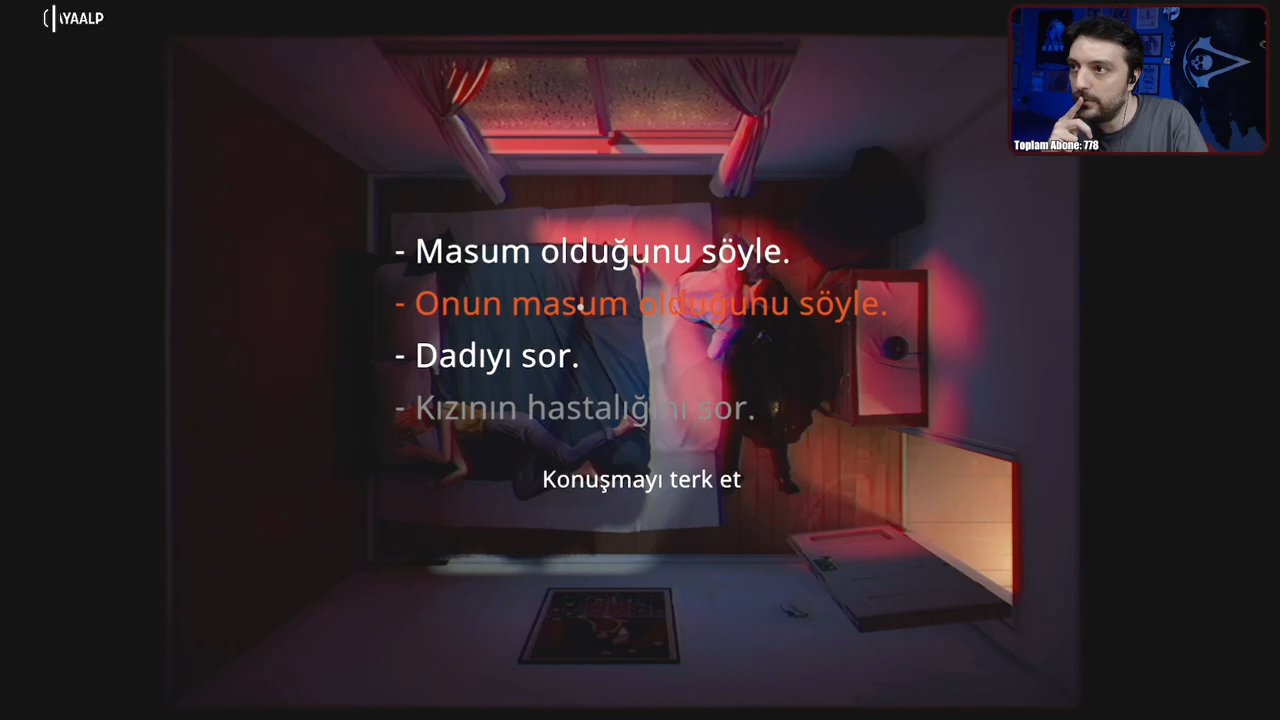 YAALP
Toplam Abone: 778
- Masum olduğunu söyle.
- Onun masum olduğunu söyle.
- Dadıyı sor.
- Kızının hastalığını sor.
Konuşmayı terk et